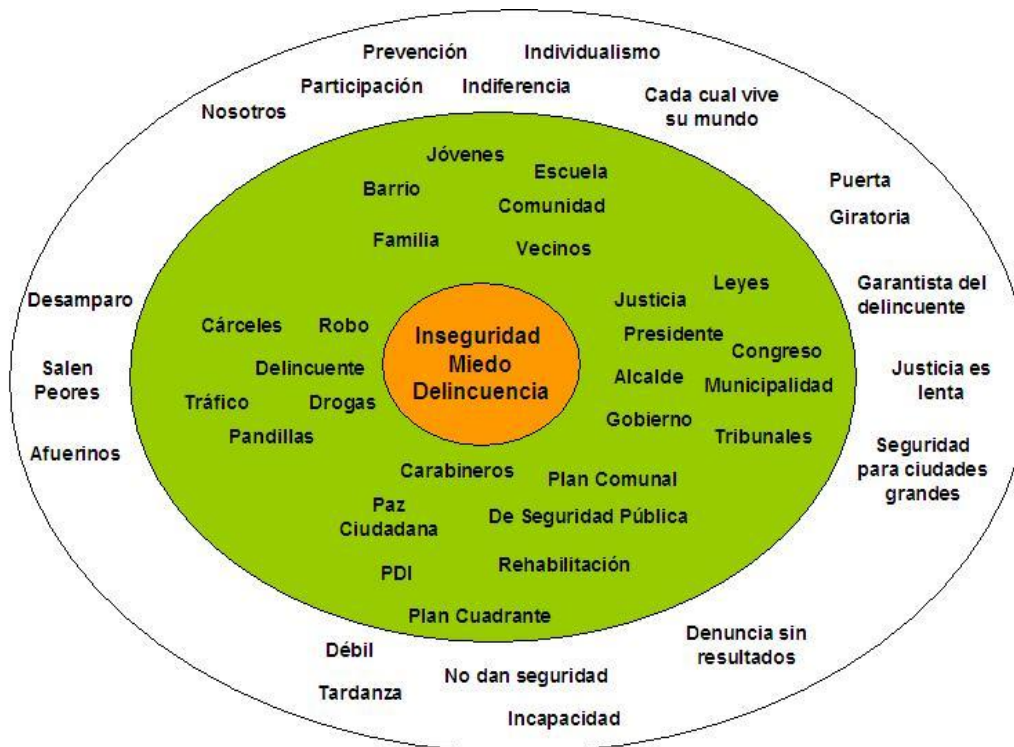 Prevención
Individualismo
Participación
Indiferencia
Nosotros
Cada cual vive
su mundo
Jóvenes
Escuela
Barrio
Comunidad
Familia
Vecinos
Puerta
Giratoria
Desamparo
Cárceles
Robo
Inseguridad
Miedo
Delincuencia
Justicia
Leyes
Garantista del
delincuente
Presidente
Congreso
Salen
Peores
Delincuente
Alcalde
Municipalidad
Justicia es
lenta
Tráfico
Drogas
Gobierno
Pandillas
Tribunales
Afuerinos
Seguridad
para ciudades
grandes
Carabineros
Plan Comunal
Paz
Ciudadana
De Seguridad Pública
PDI
Rehabilitación
Plan Cuadrante
Débil
Denuncia sin
resultados
Tardanza
No dan seguridad
Incapacidad